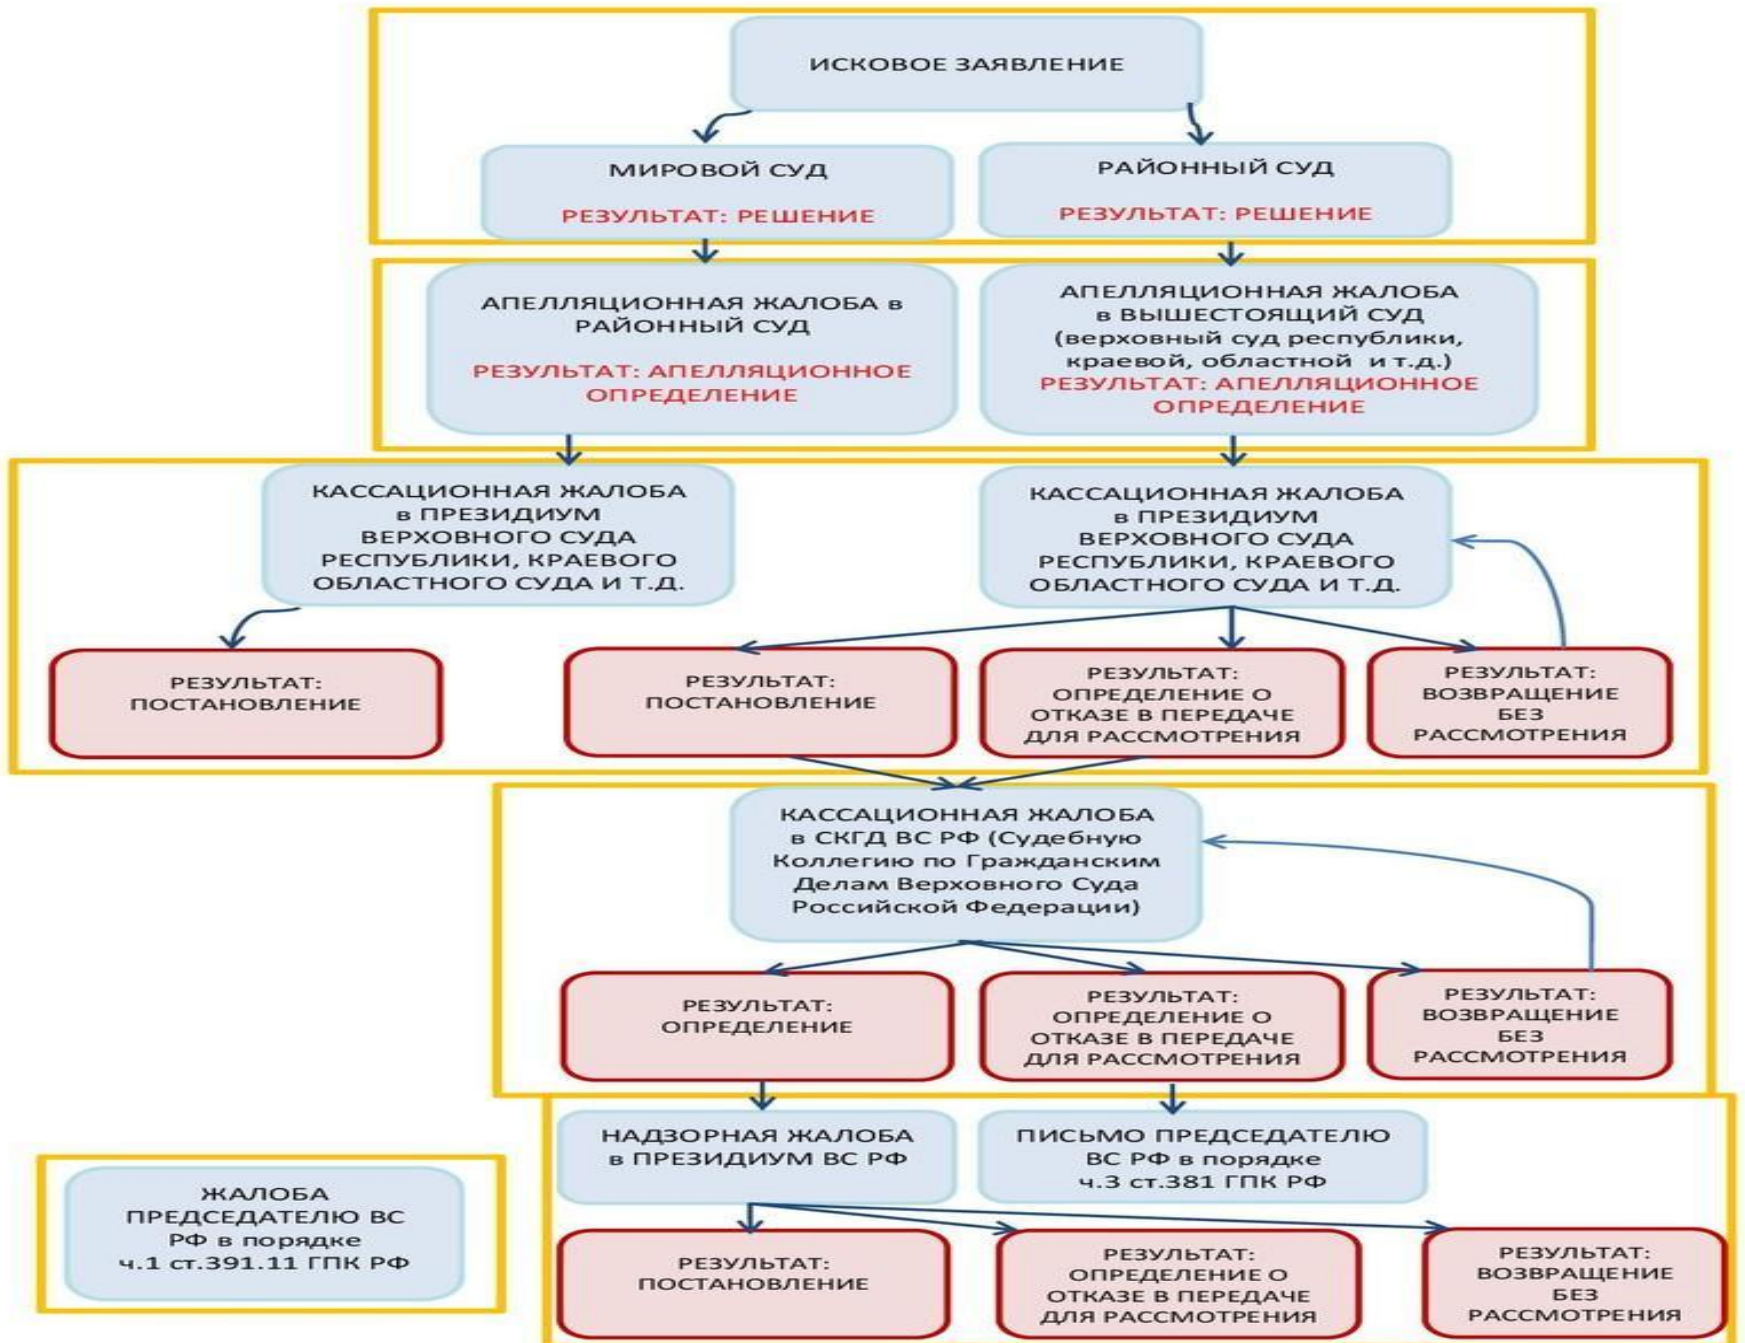 ИСКОВОЕ ЗАЯВЛЕНИЕ
МИРОВОЙ СУД
РЕЗУЛЬТАТ: РЕШЕНИЕ
РАЙОННЫЙ СУД
РЕЗУЛЬТАТ: РЕШЕНИЕ
АПЕЛЛЯЦИОННАЯ ЖАЛОБА в
РАЙОННЫЙ СУД
РЕЗУЛЬТАТ: АПЕЛЛЯЦИОННОЕ
ОПРЕДЕЛЕНИЕ
АПЕЛЛЯЦИОННАЯ ЖАЛОБА
в ВЫШЕСТОЯЩИЙ СУД
(верховный суд республики,
краевой, областной и т.д.)
РЕЗУЛЬТАТ: АПЕЛЛЯЦИОННОЕ
ОПРЕДЕЛЕНИЕ
КАССАЦИОННАЯ ЖАЛОБА
в ПРЕЗИДИУМ
ВЕРХОВНОГО СУДА
РЕСПУБЛИКИ, КРАЕВОГО
ОБЛАСТНОГО СУДА И Т.Д.
КАССАЦИОННАЯ ЖАЛОБА
в ПРЕЗИДИУМ
ВЕРХОВНОГО СУДА
РЕСПУБЛИКИ, КРАЕВОГО
ОБЛАСТНОГО СУДА И Т.Д.
РЕЗУЛЬТАТ:
ПОСТАНОВЛЕНИЕ
РЕЗУЛЬТАТ:
ПОСТАНОВЛЕНИЕ
РЕЗУЛЬТАТ:
ОПРЕДЕЛЕНИЕ О
ОТКАЗЕ В ПЕРЕДАЧЕ
ДЛЯ РАССМОТРЕНИЯ
РЕЗУЛЬТАТ:
ВОЗВРАЩЕНИЕ
БЕЗ
РАССМОТРЕНИЯ
КАССАЦИОННАЯ ЖАЛОБА
в СКГД ВС РФ (Судебную
Коллегию по Гражданским
Делам Верховного Суда
Российской Федерации)
РЕЗУЛЬТАТ:
ОПРЕДЕЛЕНИЕ
РЕЗУЛЬТАТ:
ОПРЕДЕЛЕНИЕ О
ОТКАЗЕ В ПЕРЕДАЧЕ
ДЛЯ РАССМОТРЕНИЯ
РЕЗУЛЬТАТ:
ВОЗВРАЩЕНИЕ
БЕЗ
РАССМОТРЕНИЯ
НАДЗОРНАЯ ЖАЛОБА
в ПРЕЗИДИУМ ВС РФ
ПИСЬМО ПРЕДСЕДАТЕЛЮ
ВС РФ в порядке
ч.3 ст.381 ГПК РФ
ЖАЛОБА
ПРЕДСЕДАТЕЛЮ ВС
РФ в порядке
ч.1 ст.391.11 ГПК РФ
РЕЗУЛЬТАТ:
ПОСТАНОВЛЕНИЕ
РЕЗУЛЬТАТ:
ОПРЕДЕЛЕНИЕ О
ОТКАЗЕ В ПЕРЕДАЧЕ
ДЛЯ РАССМОТРЕНИЯ
РЕЗУЛЬТАТ:
ВОЗВРАЩЕНИЕ
БЕЗ
РАССМОТРЕНИЯ